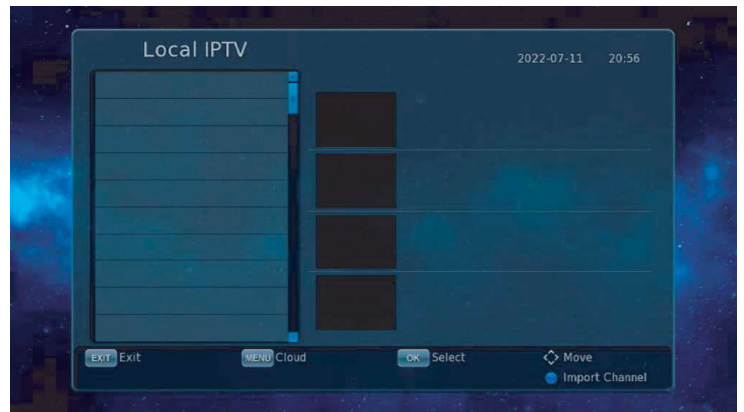 Local IPTV
2022-07-11 20:56
EXIT Exit MENU Cloud OK Select Move
Import Channel